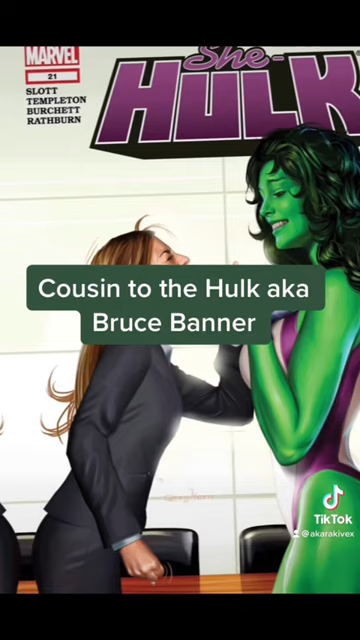 MARVEL
21
SLOTT
TEMPLETON
BURCHETT
RATHBURN
She-
HULK
Cousin to the Hulk aka
Bruce Banner
TikTok
@akarakivex